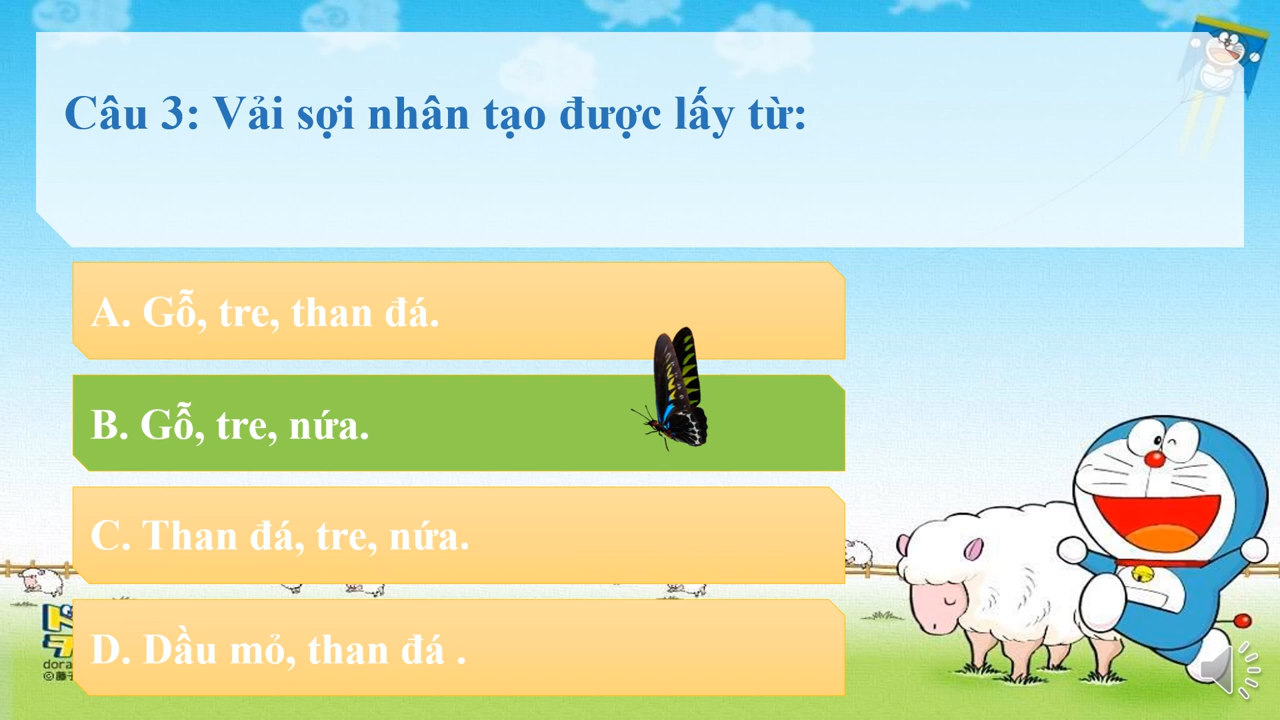 Câu 3: Vải sợi nhân tạo được lấy từ:
A. Gỗ, tre, than đá.
B. Gỗ, tre, nứa.
C. Than đá, tre, nứa.
D. Dầu mỏ, than đá .
dora